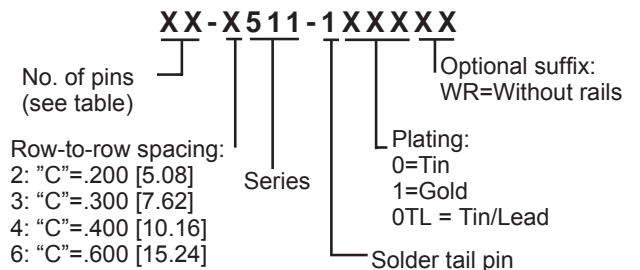 XX-X511-1XXXXX
No. of pins
(see table)
Optional suffix:
WR=Without rails
Row-to-row spacing:
2: ”C”=.200 [5.08]
3: “C”=.300 [7.62]
4: “C”=.400 [10.16]
6: “C”=.600 [15.24]
Series
Plating:
0=Tin
1=Gold
0TL = Tin/Lead
Solder tail pin